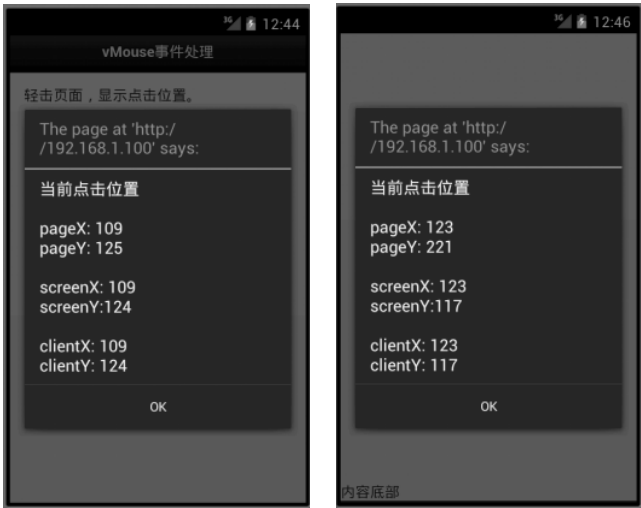 3G 12:44
vMouse事件处理
轻击页面，显示点击位置。
The page at 'http:/
/192.168.1.100' says:
当前点击位置
pageX: 109
pageY: 125
screenX: 109
screenY:124
clientX: 109
clientY: 124
OK
3G 12:46
The page at 'http:/
/192.168.1.100' says:
当前点击位置
pageX: 123
pageY: 221
screenX: 123
screenY:117
clientX: 123
clientY: 117
OK
内容底部